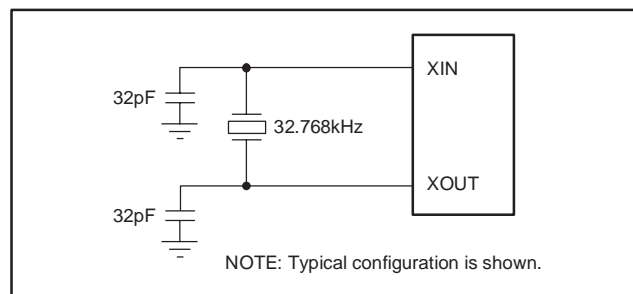 XIN
32pF
32.768kHz
XOUT
32pF
NOTE: Typical configuration is shown.